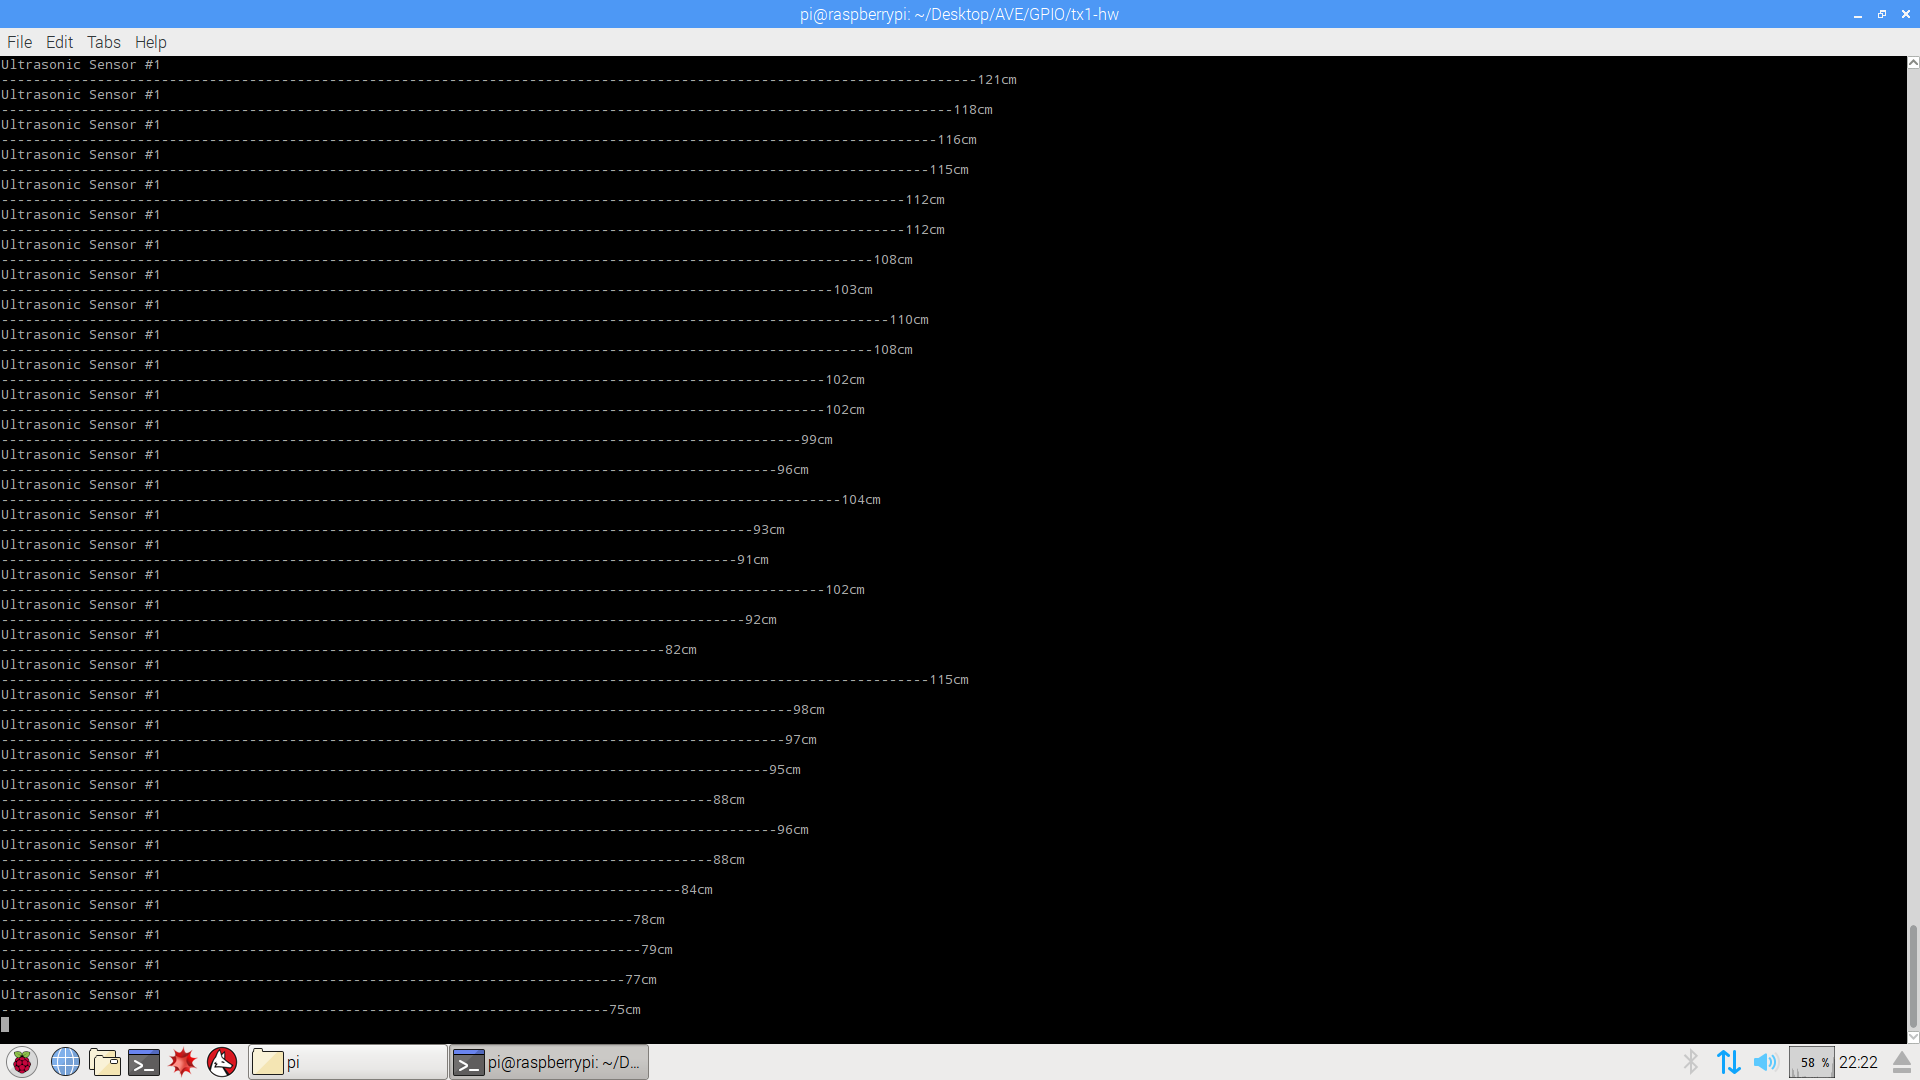 pi@raspberrypi: ~/Desktop/AVE/GPIO/tx1-hw
File Edit Tabs Help
Ultrasonic Sensor #1
--------------------------------------------------------------------------------------------------------------------------121cm
Ultrasonic Sensor #1
-----------------------------------------------------------------------------------------------------------------------118cm
Ultrasonic Sensor #1
---------------------------------------------------------------------------------------------------------------------116cm
Ultrasonic Sensor #1
--------------------------------------------------------------------------------------------------------------------115cm
Ultrasonic Sensor #1
-----------------------------------------------------------------------------------------------------------------112cm
Ultrasonic Sensor #1
-----------------------------------------------------------------------------------------------------------------112cm
Ultrasonic Sensor #1
-------------------------------------------------------------------------------------------------------------108cm
Ultrasonic Sensor #1
--------------------------------------------------------------------------------------------------------103cm
Ultrasonic Sensor #1
---------------------------------------------------------------------------------------------------------------110cm
Ultrasonic Sensor #1
-------------------------------------------------------------------------------------------------------------108cm
Ultrasonic Sensor #1
-------------------------------------------------------------------------------------------------------102cm
Ultrasonic Sensor #1
-------------------------------------------------------------------------------------------------------102cm
Ultrasonic Sensor #1
----------------------------------------------------------------------------------------------------99cm
Ultrasonic Sensor #1
-------------------------------------------------------------------------------------------------96cm
Ultrasonic Sensor #1
---------------------------------------------------------------------------------------------------------104cm
Ultrasonic Sensor #1
----------------------------------------------------------------------------------------------93cm
Ultrasonic Sensor #1
--------------------------------------------------------------------------------------------91cm
Ultrasonic Sensor #1
-------------------------------------------------------------------------------------------------------102cm
Ultrasonic Sensor #1
---------------------------------------------------------------------------------------------92cm
Ultrasonic Sensor #1
-----------------------------------------------------------------------------------82cm
Ultrasonic Sensor #1
--------------------------------------------------------------------------------------------------------------------115cm
Ultrasonic Sensor #1
---------------------------------------------------------------------------------------------------98cm
Ultrasonic Sensor #1
--------------------------------------------------------------------------------------------------97cm
Ultrasonic Sensor #1
------------------------------------------------------------------------------------------------95cm
Ultrasonic Sensor #1
-----------------------------------------------------------------------------------------88cm
Ultrasonic Sensor #1
-------------------------------------------------------------------------------------------------96cm
Ultrasonic Sensor #1
-----------------------------------------------------------------------------------------88cm
Ultrasonic Sensor #1
-------------------------------------------------------------------------------------84cm
Ultrasonic Sensor #1
-------------------------------------------------------------------------------78cm
Ultrasonic Sensor #1
--------------------------------------------------------------------------------79cm
Ultrasonic Sensor #1
------------------------------------------------------------------------------77cm
Ultrasonic Sensor #1
----------------------------------------------------------------------------75cm
pi pi@raspberrypi: ~/D... 58 % 22:22